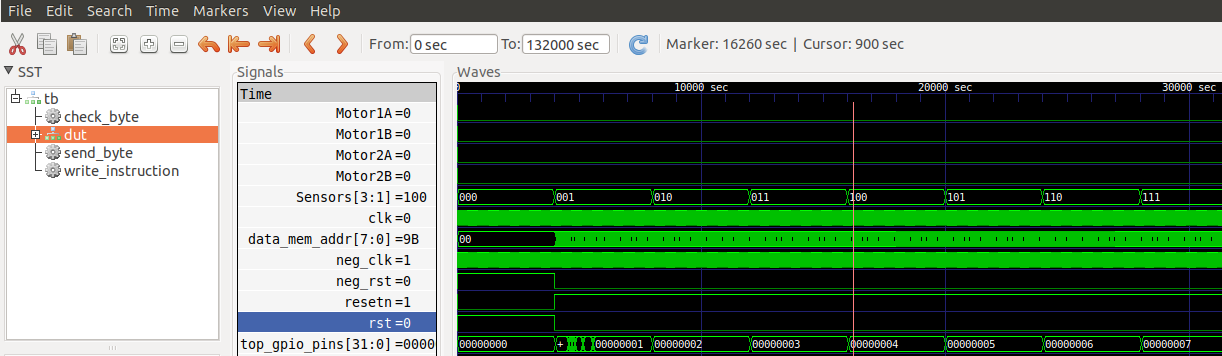 File Edit Search Time Markers View Help
From: 0 sec To: 132000 sec Marker: 16260 sec | Cursor: 900 sec
SST
tb
check_byte
dut
send_byte
write_instruction
Signals
Time
Motor1A=0
Motor1B=0
Motor2A=0
Motor2B=0
Sensors[3:1]=100
clk=0
data_mem_addr[7:0]=9B
neg_clk=1
neg_rst=0
resetn=1
rst=0
top_gpio_pins[31:0]=0000
Waves
0 10000 sec 20000 sec 30000 sec
000 001 010 011 100 101 110 111
00
00000000 + 00000001 00000002 00000003 00000004 00000005 00000006 00000007